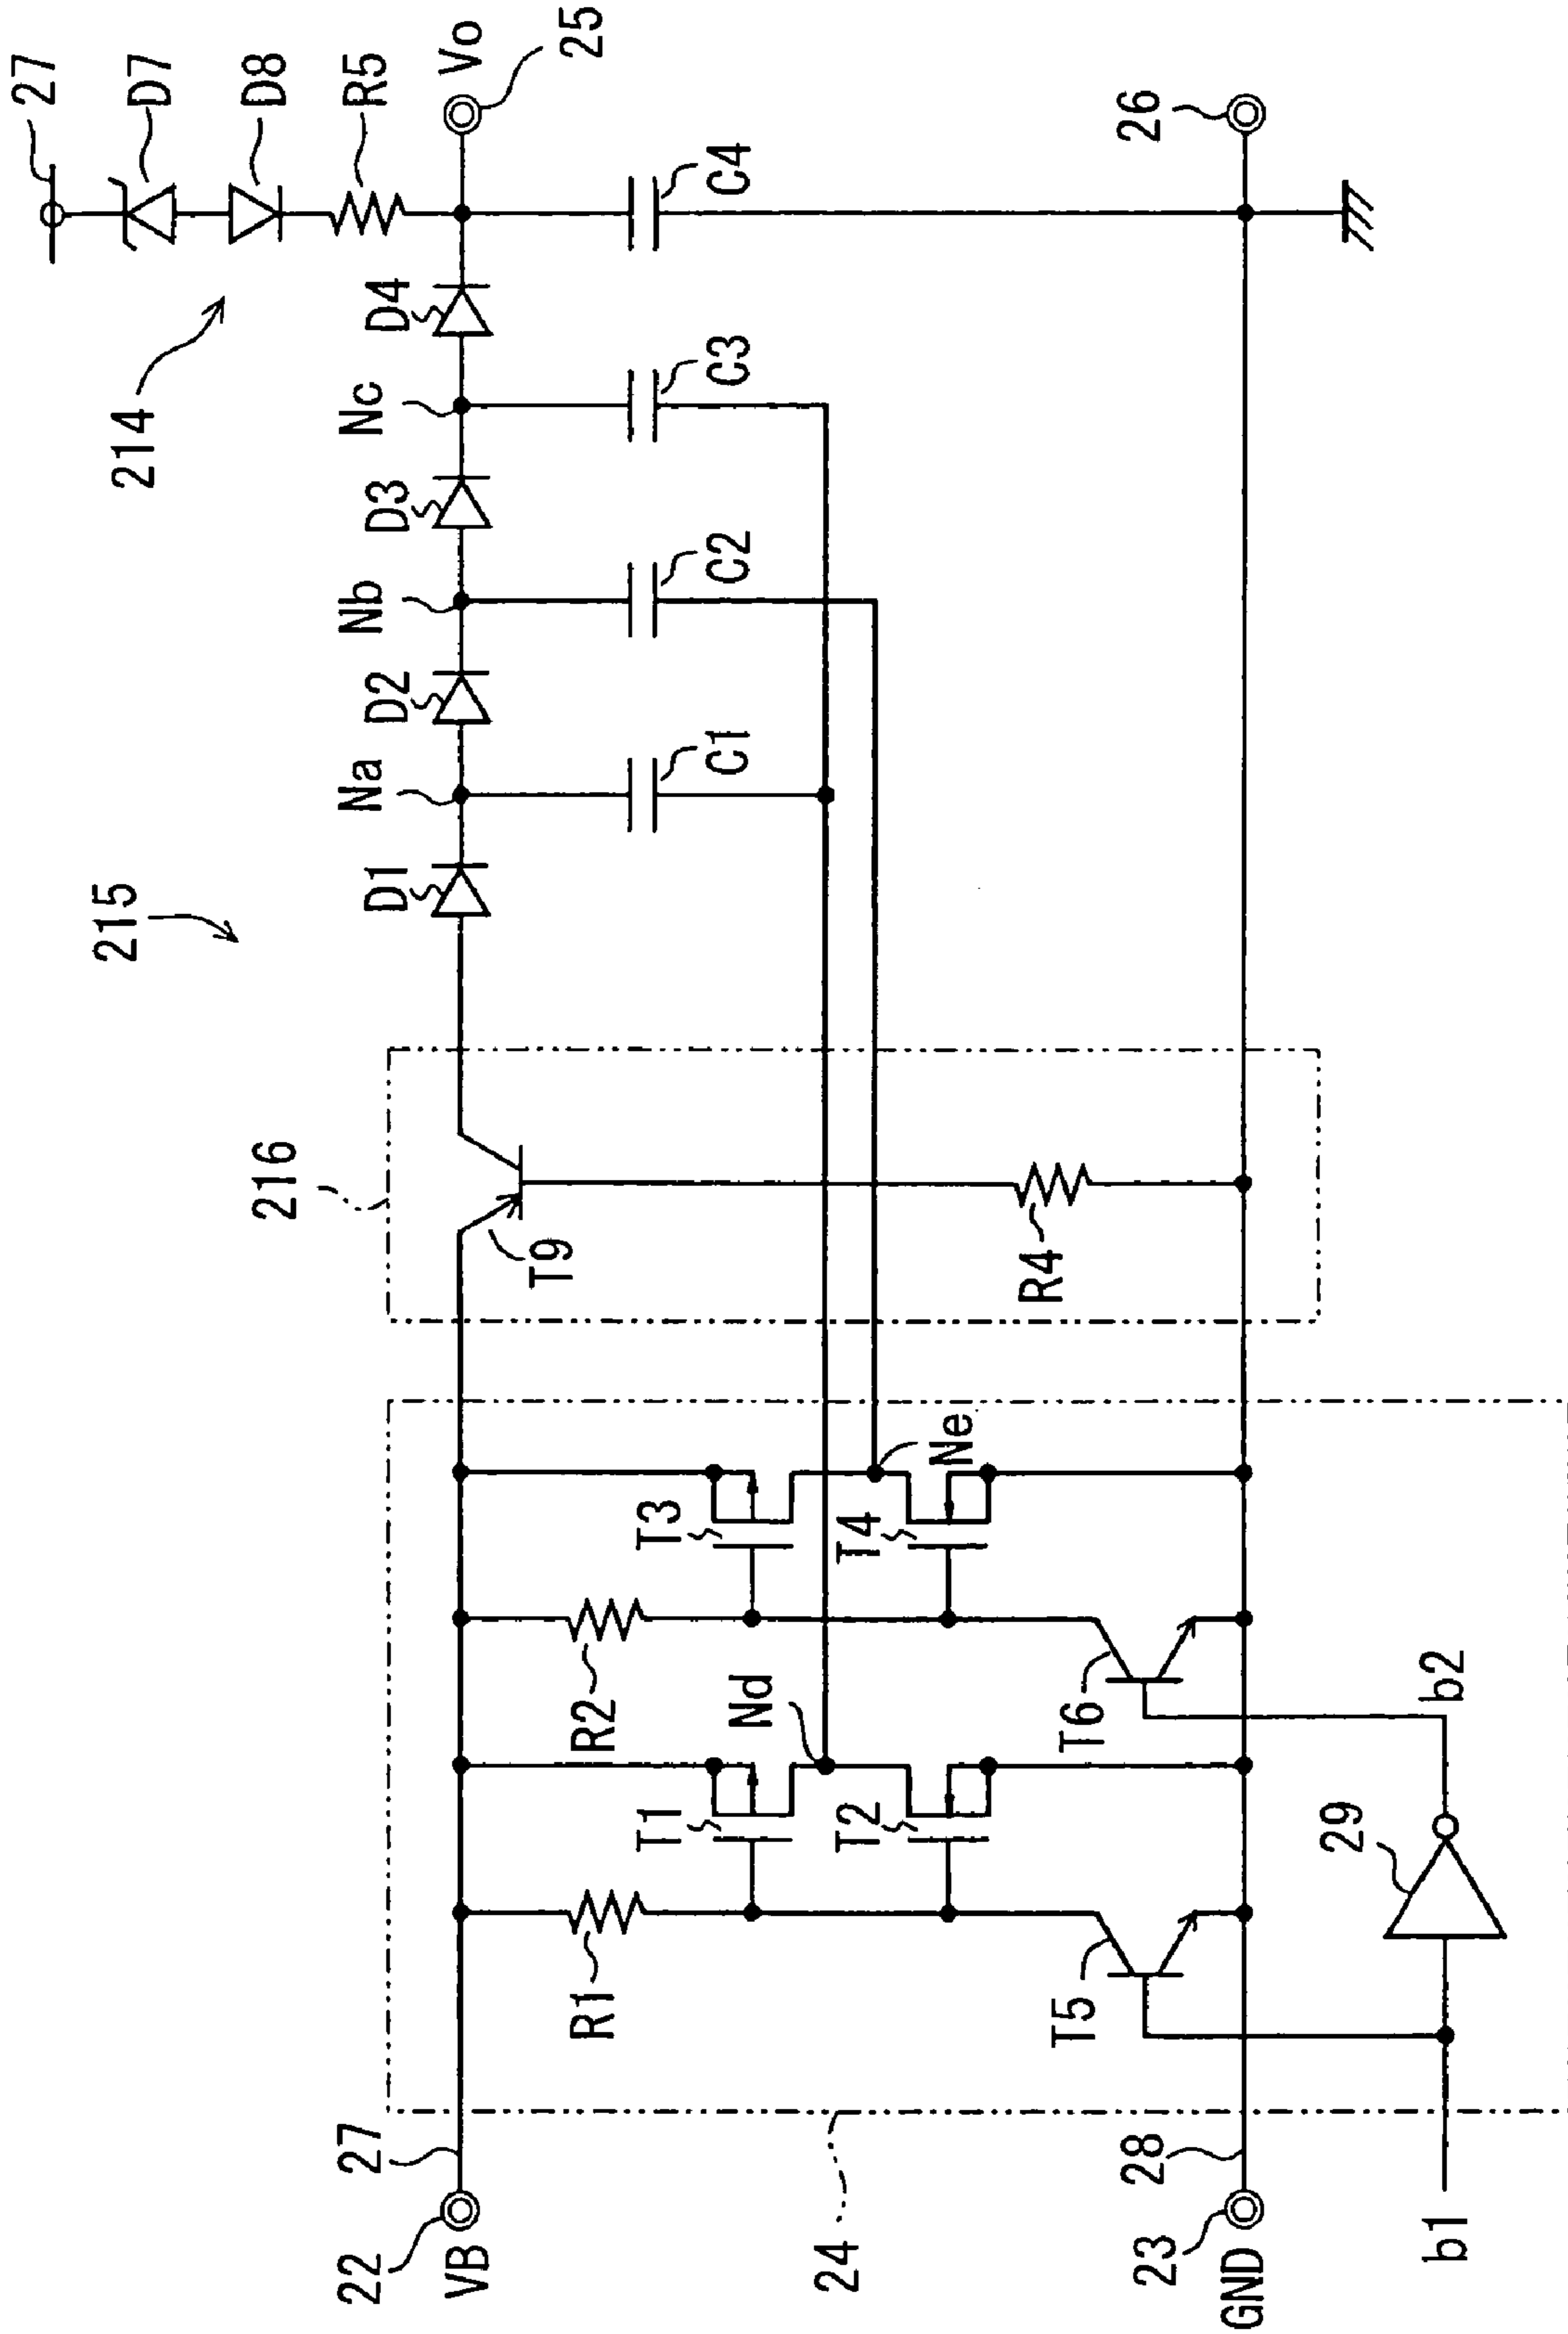 215
214
27
D7
D8
R5
216
22
VB
27
R1
R2
T1
T3
T9
D1
Na
D2
Nb
D3
Nc
D4
Vo
25
C1
C2
C3
C4
Nd
Ne
T2
T4
24
T5
T6
R4
23
GND
28
26
b1
29
b2